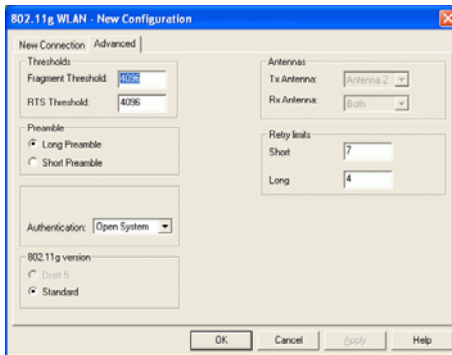 802.11g WLAN - New Configuration
New Connection
Advanced
Thresholds
Fragment Threshold: 4096
RTS Threshold: 4096
Preamble
Long Preamble
Short Preamble
Authentication: Open System
802.11g version
Draft 5
Standard
Antennas
Tx Antenna: Antenna 2
Rx Antenna: Both
Retry limits
Short 7
Long 4
OK
Cancel
Apply
Help